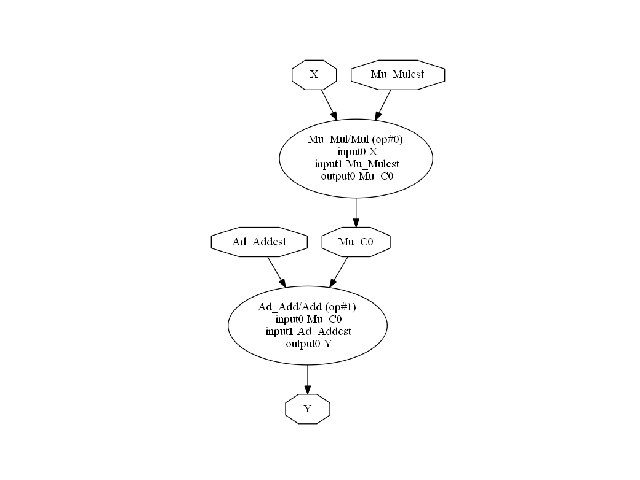 X
Mu_Mulcst
Mu_Mul/Mul (op#0)
input0 X
input1 Mu_Mulcst
output0 Mu_C0
Ad_Addcst
Mu_C0
Ad_Add/Add (op#1)
input0 Mu_C0
input1 Ad_Addcst
output0 Y
Y